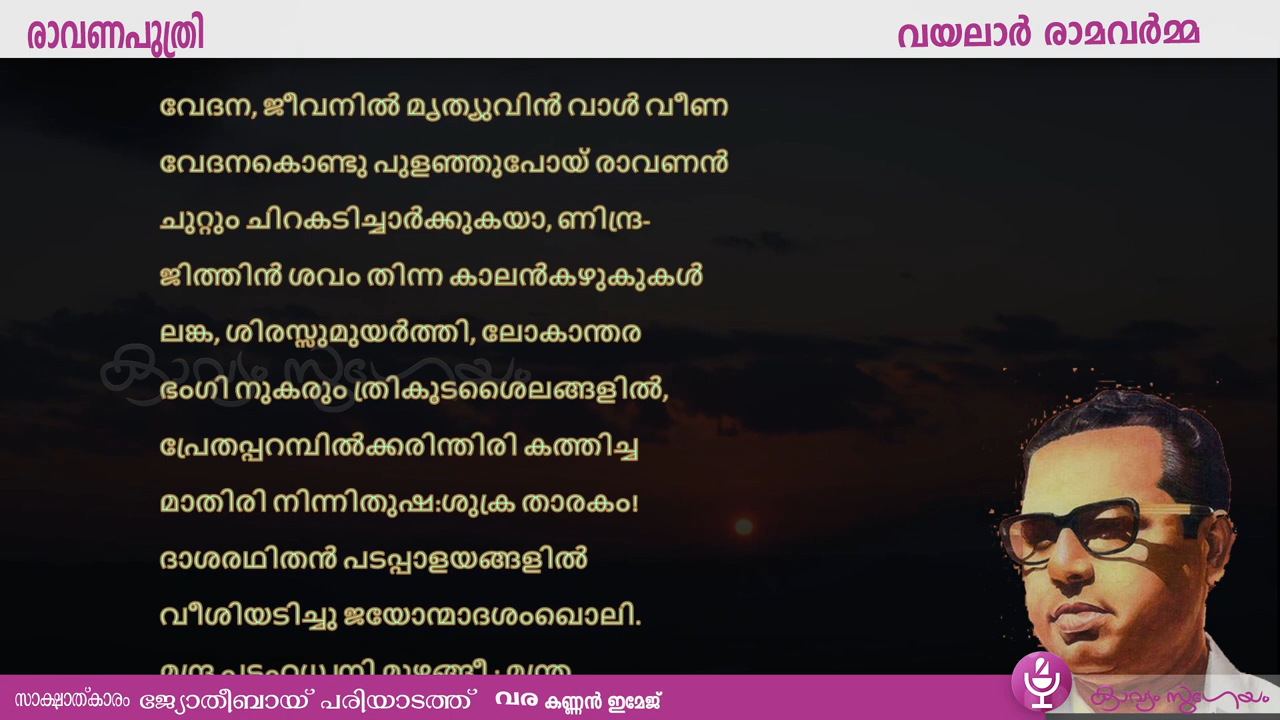 രാവണപുത്രി
വയലാർ രാമവർമ്മ
വേദന, ജീവനിൽ മൃത്യുവിൻ വാൾ വീണ
വേദനകൊണ്ടു പുളഞ്ഞുപോയ് രാവണൻ
ചുറ്റും ചിറകടിച്ചാർക്കുകയാ, ണിന്ദ്ര-
ജിത്തിൻ ശവം തിന്ന കാലൻകഴുകുകൾ
ലങ്ക, ശിരസ്സുമുയർത്തി, ലോകാന്തര
കാവ്യം സുഗേയം
ഭംഗി നുകരും ത്രികൂടശൈലങ്ങളിൽ,
പ്രേതപ്പറമ്പിൽക്കരിന്തിരി കത്തിച്ച
മാതിരി നിന്നിതുഷ:ശുക്ര താരകം!
ദാശരഥിതൻ പടപ്പാളയങ്ങളിൽ
വീശിയടിച്ചു ജയോന്മാദശംഖൊലി.
സാക്ഷാത്കാരം ജ്യോതീബായ് പരിയാടത്ത് വര കണ്ണൻ ഇമേജ്
കാവ്യം സുഗേയം